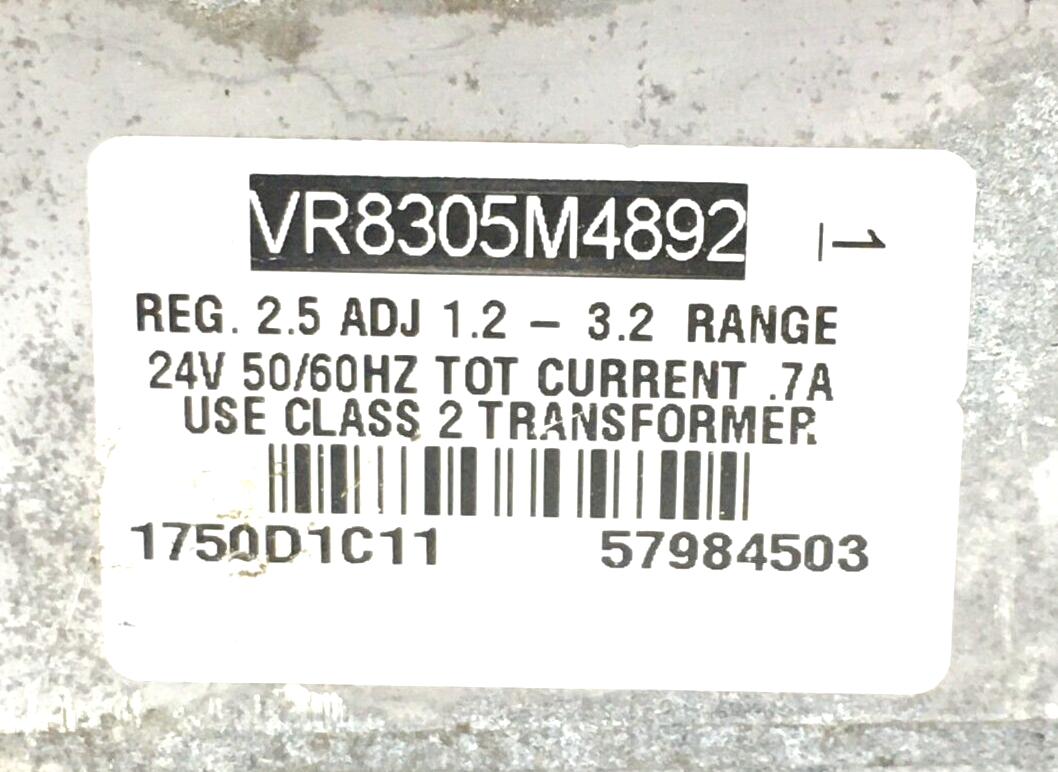 VR8305M4892
1
REG. 2.5 ADJ 1.2 – 3.2 RANGE
24V 50/60HZ TOT CURRENT .7A
USE CLASS 2 TRANSFORMER
1750D1C11 57984503